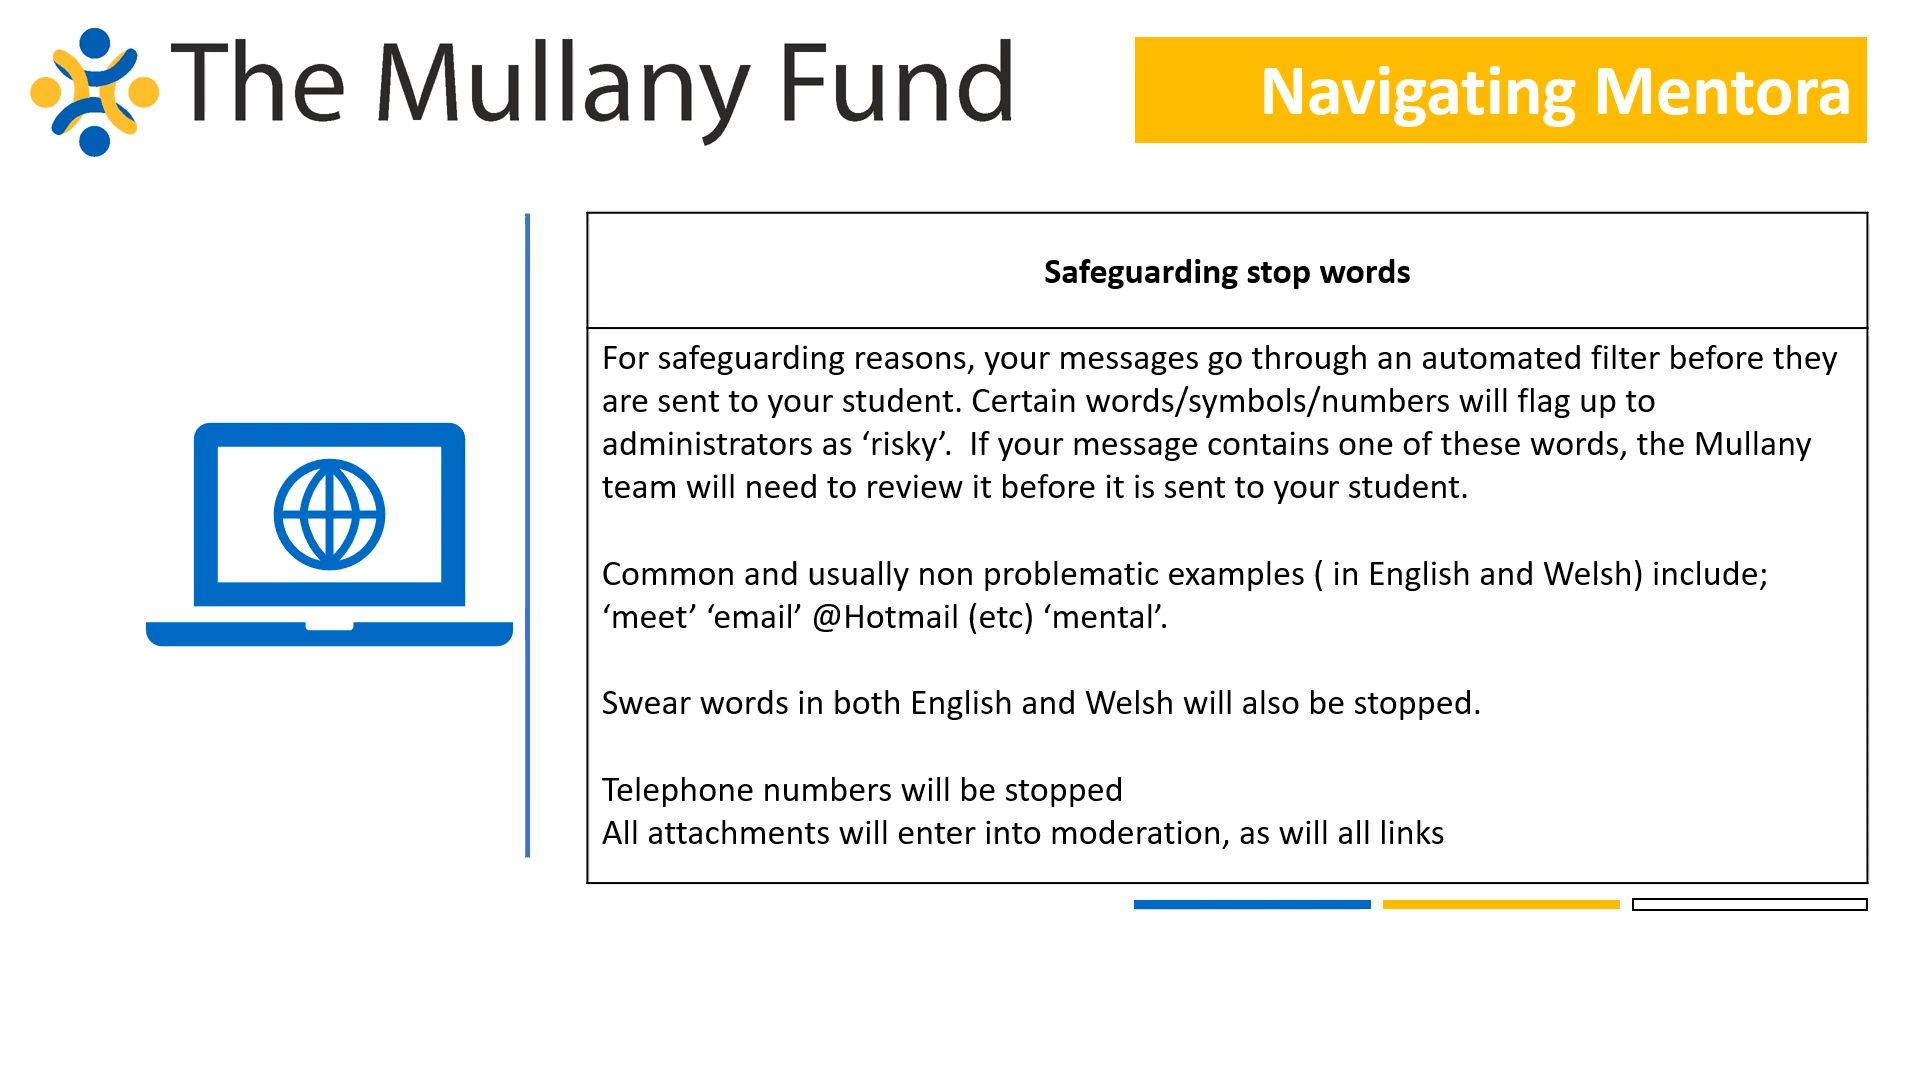 The Mullany Fund
Navigating Mentora
Safeguarding stop words
For safeguarding reasons, your messages go through an automated filter before they
are sent to your student. Certain words/symbols/numbers will flag up to
administrators as ‘risky’.  If your message contains one of these words, the Mullany
team will need to review it before it is sent to your student.
Common and usually non problematic examples ( in English and Welsh) include;
‘meet’ ‘email’ @Hotmail (etc) ‘mental’.
Swear words in both English and Welsh will also be stopped.
Telephone numbers will be stopped
All attachments will enter into moderation, as will all links